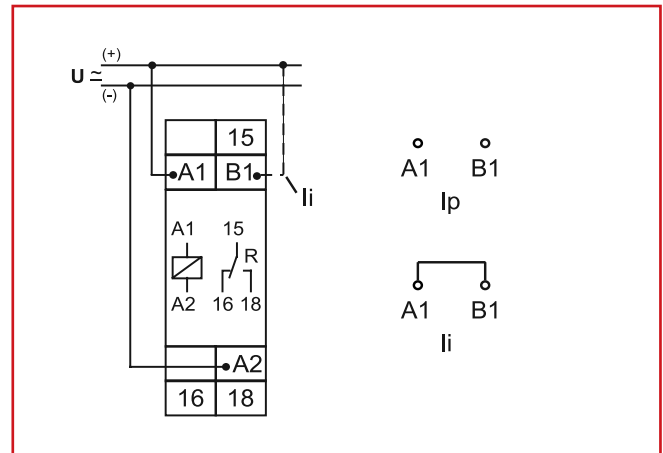 (+)
U ≃
(-)
15
A1 B1
Ii
A1 15
R
A2 16 18
A2
16 18
A1 B1
Ip
A1 B1
Ii